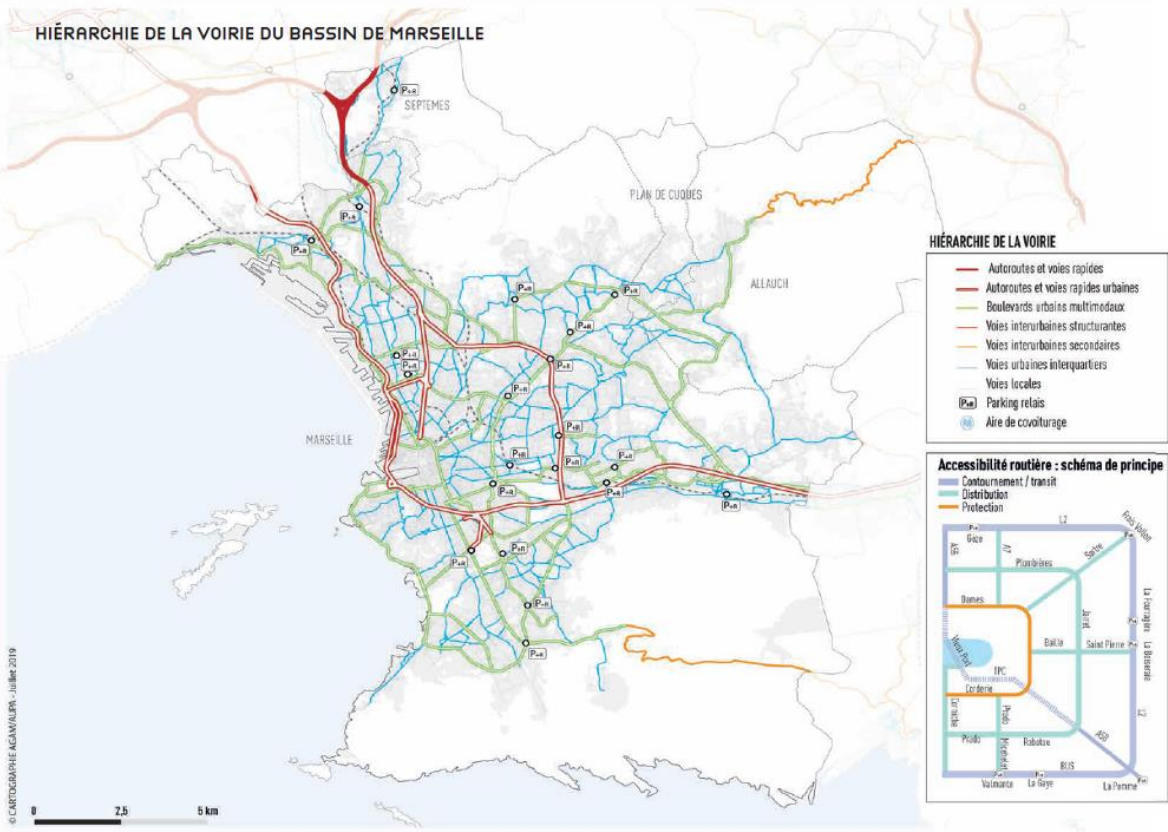 HIÉRARCHIE DE LA VOIRIE DU BASSIN DE MARSEILLE
P+R
SEPTEMES
PLAN DE CUQUES
P+R
P+R
ALLAUCH
P+R
P+R
P+R
P+R
P+R
P+R
P+R
MARSEILLE
P+R
P+R
P+R
P+R
P+R
P+R
P+R
P+R
P+R
P+R
P+R
HIÉRARCHIE DE LA VOIRIE
Autoroutes et voies rapides
Autoroutes et voies rapides urbaines
Boulevards urbains multimodaux
Voies interurbaines structurantes
Voies interurbaines secondaires
Voies urbaines interquartiers
Voies locales
P+R Parking relais
Aire de covoiturage
Accessibilité routière : schéma de principe
Contournement / transit
Distribution
Protection
L2
Frais Vallon
Gèze
A55
A7
Sartre
Plombières
La Fourragère
Dames
Jarret
Vieux Port
Baille
Saint Pierre
TPC
Corderie
L2
Corniche
Prado
A50
Prado
Michelet
Rabatau
BUS
Valmante
La Gaye
La Pomme
0 2,5 5 km
© CARTOGRAPHIE AGAM/AUPA - Juillet 2019